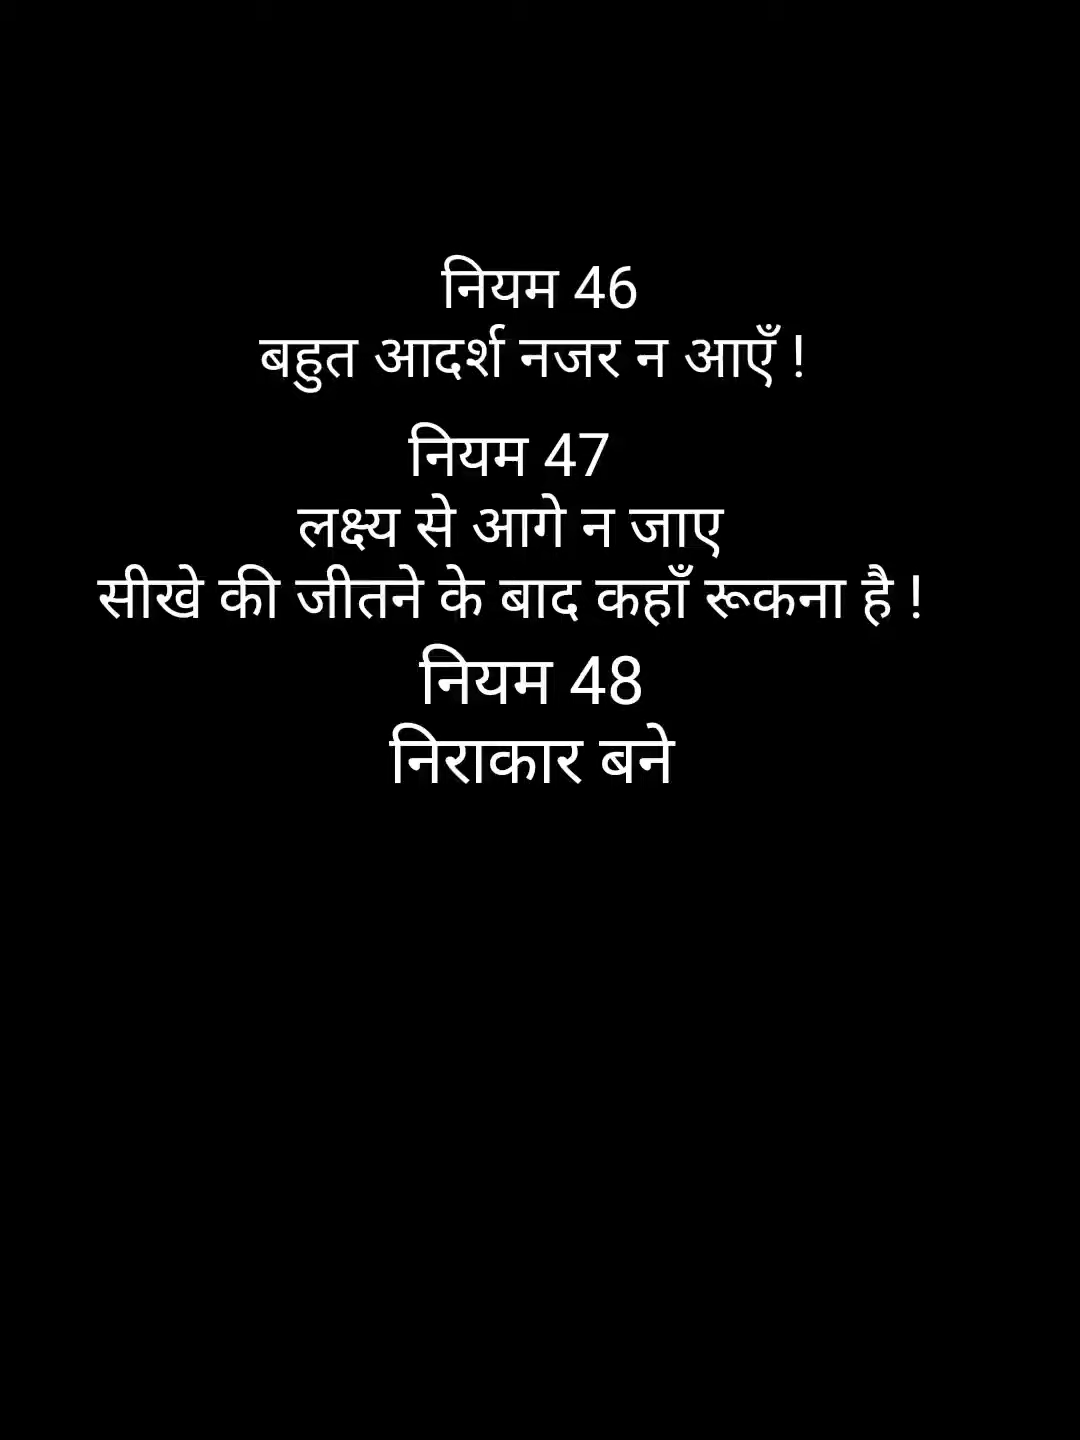 नियम 46
बहुत आदर्श नजर न आएँ !
नियम 47
लक्ष्य से आगे न जाए
सीखे की जीतने के बाद कहाँ रूकना है !
नियम 48
निराकार बने